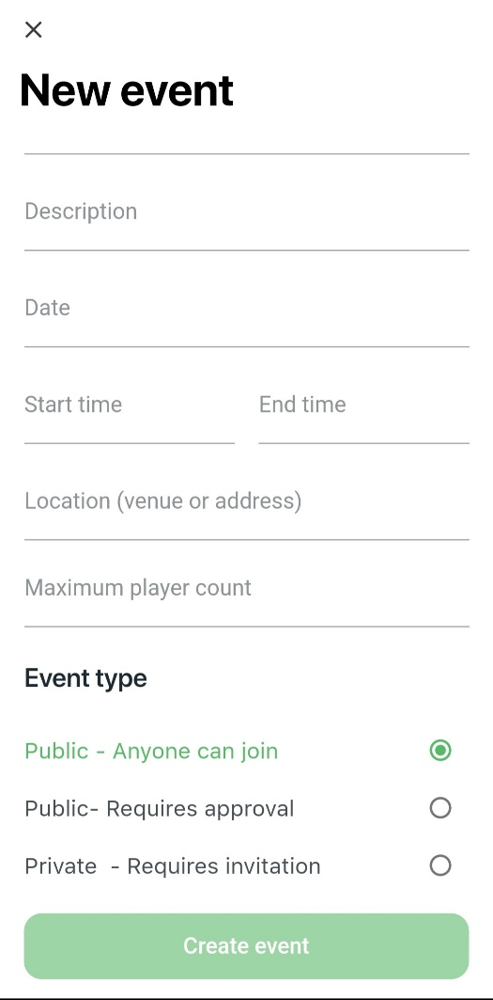 New event
Description
Date
Start time End time
Location (venue or address)
Maximum player count
Event type
Public - Anyone can join
Public- Requires approval
Private  - Requires invitation
Create event